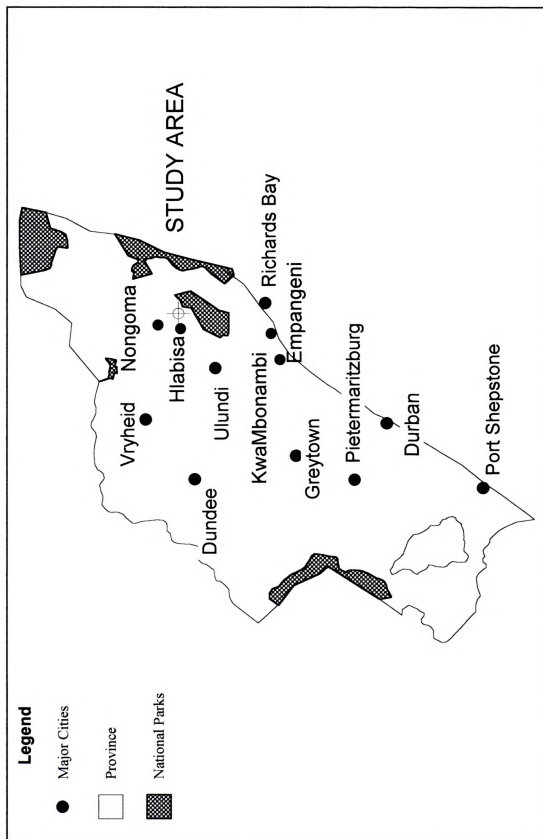 Legend
Major Cities
Province
National Parks
STUDY AREA
Nongoma
Vryheid
Hlabisa
Dundee
Ulundi
Richards Bay
KwaMbonambi
Empangeni
Greytown
Pietermaritzburg
Durban
Port Shepstone